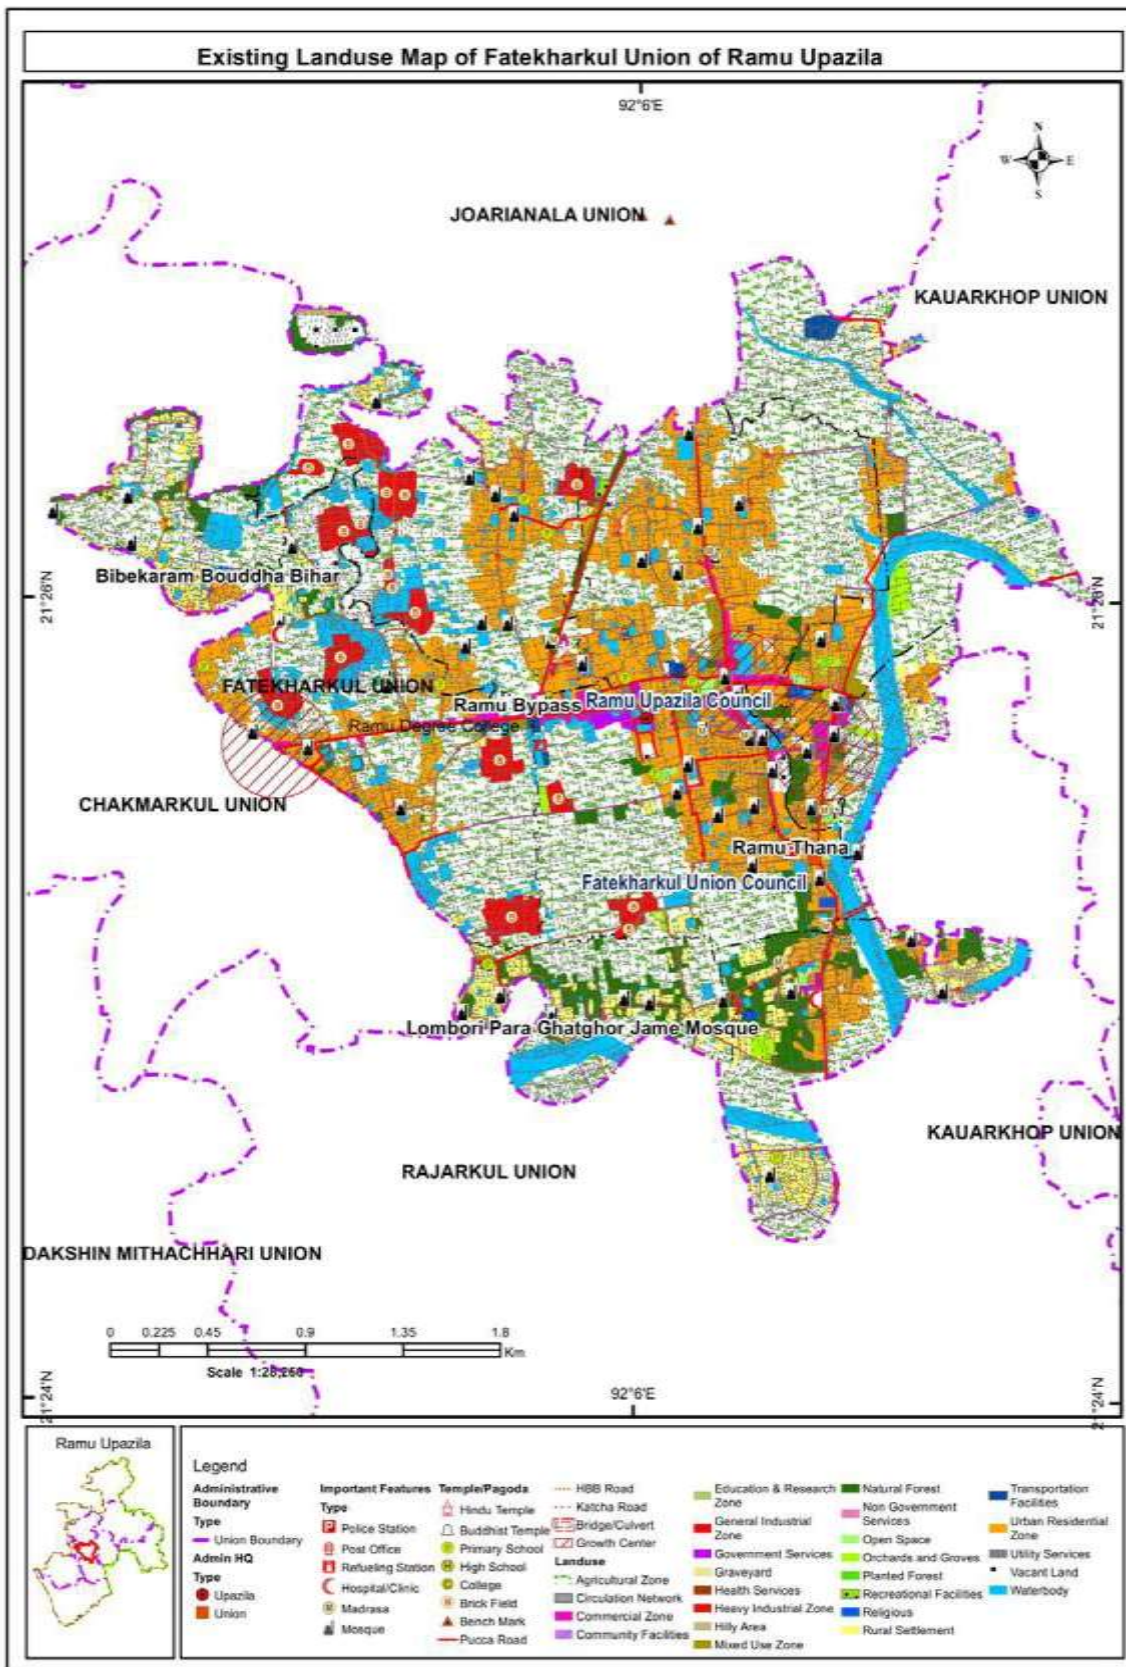 Existing Landuse Map of Fatekharkul Union of Ramu Upazila
92°6'E
N
W E
S
JOARIANALA UNION
KAUARKHOP UNION
Bibekaram Bouddha Bihar
21°26'N
FATEKHARKUL UNION
Ramu Bypass
Ramu Upazila Council
Ramu Degree College
CHAKMARKUL UNION
Ramu Thana
Fatekharkul Union Council
Lombori Para Ghatghor Jame Mosque
KAUARKHOP UNION
RAJARKUL UNION
DAKSHIN MITHACHHARI UNION
0 0.225 0.45 0.9 1.35 1.8
Km
92°6'E
21°24'N
21°24'N
Ramu Upazila
Legend
Administrative
Boundary
Type
Union Boundary
Admin HQ
Type
Upazila
Union
Important Features
Type
Police Station
Post Office
Refueling Station
Hospital/Clinic
Madrasa
Mosque
Temple/Pagoda
Hindu Temple
Buddhist Temple
Primary School
High School
College
Brick Field
Bench Mark
Pucca Road
HBB Road
Katcha Road
Bridge/Culvert
Growth Center
Landuse
Agricultural Zone
Circulation Network
Commercial Zone
Community Facilities
Education & Research
Zone
General Industrial
Zone
Government Services
Graveyard
Health Services
Heavy Industrial Zone
Hilly Area
Mixed Use Zone
Natural Forest
Non Government
Services
Open Space
Orchards and Groves
Planted Forest
Recreational Facilities
Religious
Rural Settlement
Transportation
Facilities
Urban Residential
Zone
Utility Services
Vacant Land
Waterbody